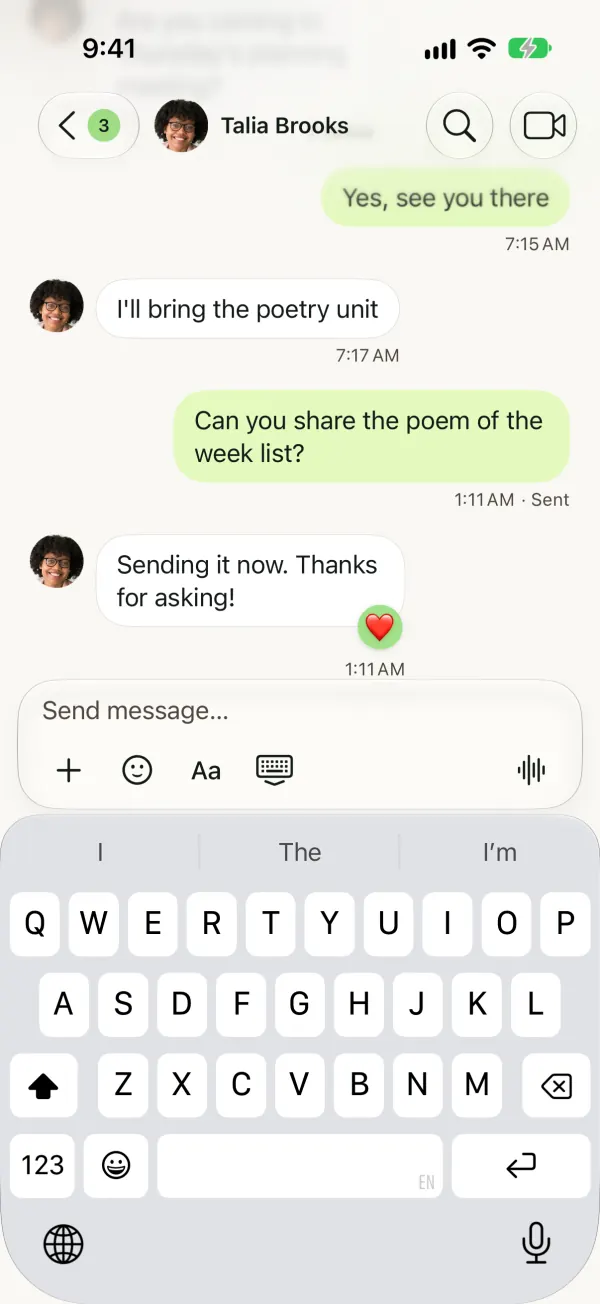 9:41
3
Talia Brooks
Yes, see you there
7:15 AM
I'll bring the poetry unit
7:17 AM
Can you share the poem of the
week list?
1:11 AM · Sent
Sending it now. Thanks
for asking!
1:11 AM
Send message...
Aa
I The I’m
Q W E R T Y U I O P
A S D F G H J K L
Z X C V B N M
123
EN